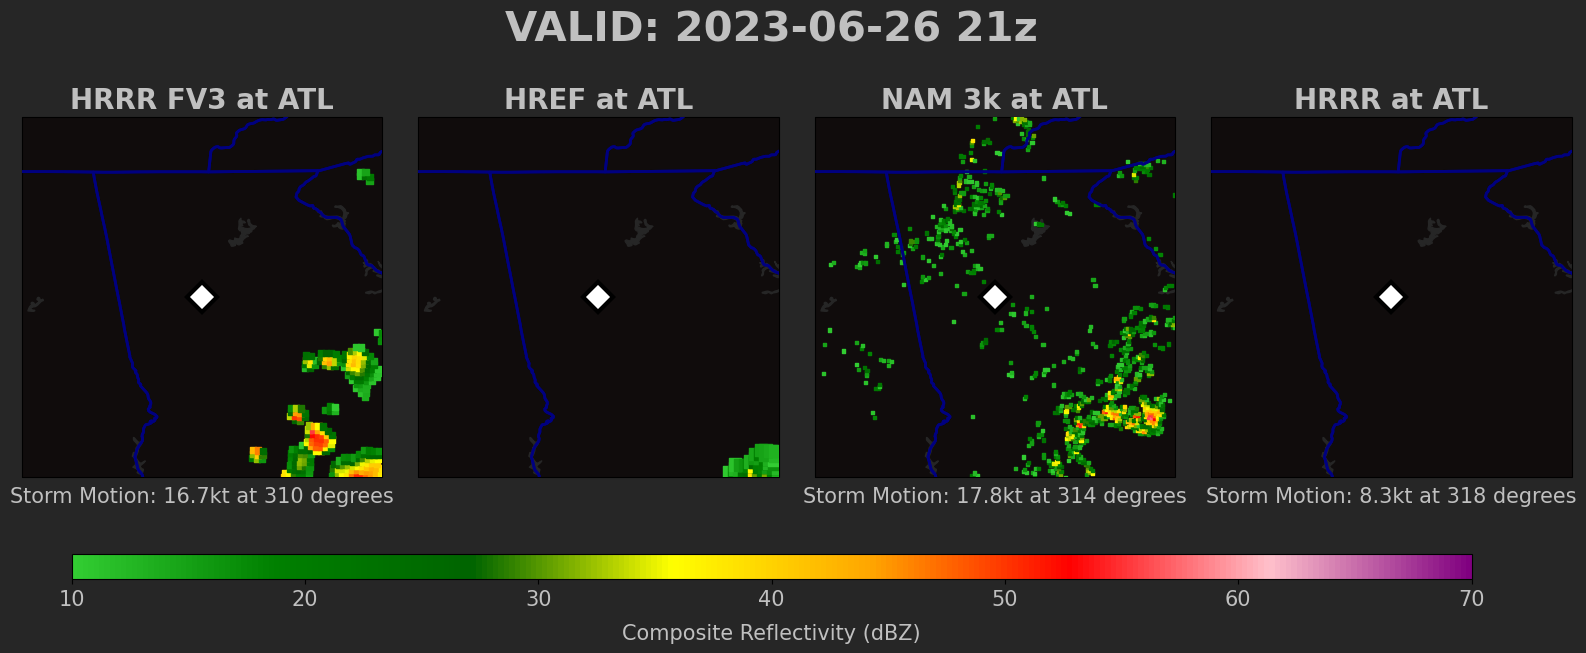 VALID: 2023-06-26 21z
HRRR FV3 at ATL
HREF at ATL
NAM 3k at ATL
HRRR at ATL
Storm Motion: 16.7kt at 310 degrees
Storm Motion: 17.8kt at 314 degrees
Storm Motion: 8.3kt at 318 degrees
10 20 30 40 50 60 70
Composite Reflectivity (dBZ)